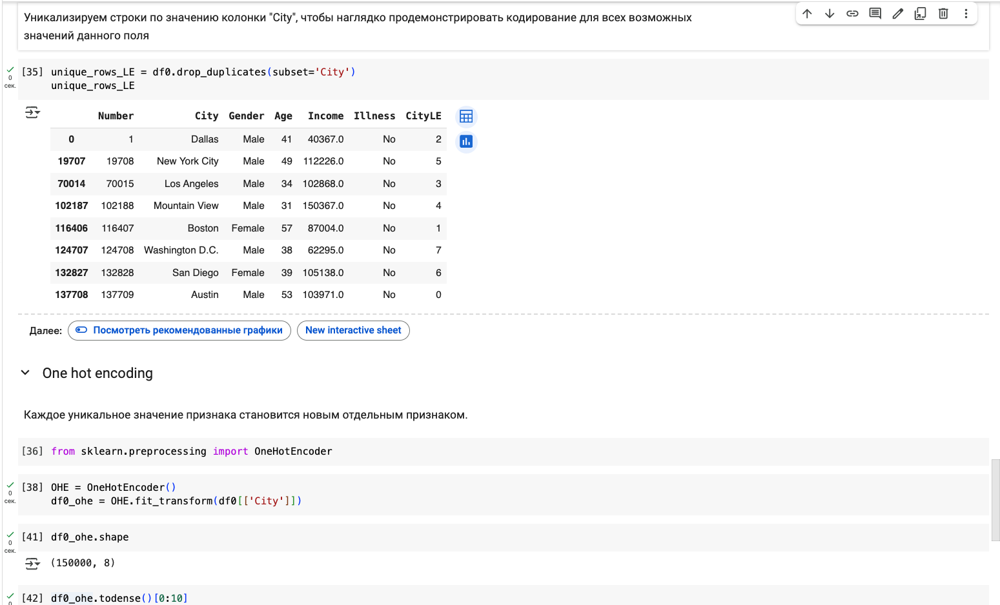 Уникализируем строки по значению колонки "City", чтобы наглядно продемонстрировать кодирование для всех возможных
значений данного поля
0
сек.
[35] unique_rows_LE = df0.drop_duplicates(subset='City')
unique_rows_LE
Number City Gender Age Income Illness CityLE
0 1 Dallas Male 41 40367.0 No 2
19707 19708 New York City Male 49 112226.0 No 5
70014 70015 Los Angeles Male 34 102868.0 No 3
102187 102188 Mountain View Male 31 150367.0 No 4
116406 116407 Boston Female 57 87004.0 No 1
124707 124708 Washington D.C. Male 38 62295.0 No 7
132827 132828 San Diego Female 39 105138.0 No 6
137708 137709 Austin Male 53 103971.0 No 0
Далее: Посмотреть рекомендованные графики New interactive sheet
One hot encoding
Каждое уникальное значение признака становится новым отдельным признаком.
[36] from sklearn.preprocessing import OneHotEncoder
0
сек.
[38] OHE = OneHotEncoder()
df0_ohe = OHE.fit_transform(df0[['City']])
0
сек.
[41] df0_ohe.shape
(150000, 8)
0
[42] df0_ohe.todense()[0:10]